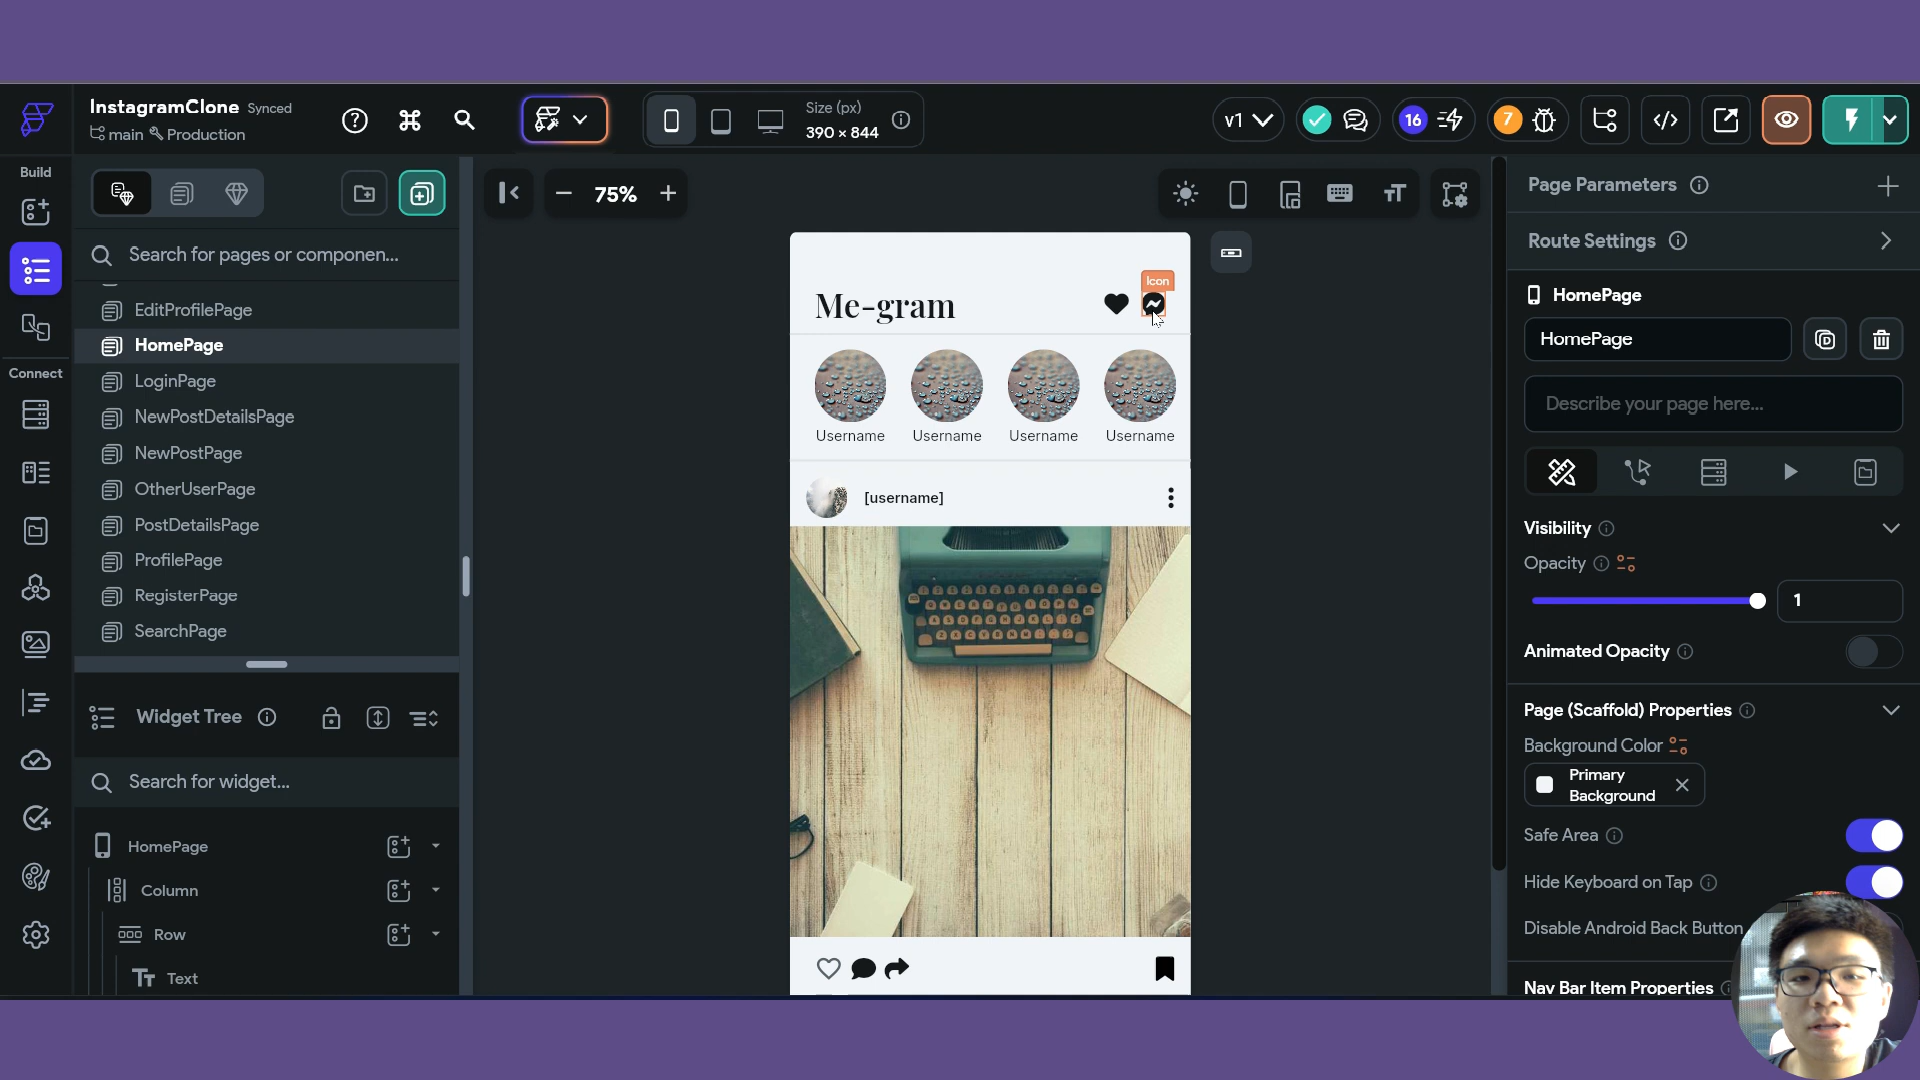 InstagramClone Synced
main Production
Size (px)
390 × 844
v1
16
7
Build
Connect
Search for pages or componen...
EditProfilePage
HomePage
LoginPage
NewPostDetailsPage
NewPostPage
OtherUserPage
PostDetailsPage
ProfilePage
RegisterPage
SearchPage
Widget Tree
Search for widget...
HomePage
Column
Row
Text
75%
Icon
Me-gram
Username Username Username Username
[username]
Page Parameters
Route Settings
HomePage
HomePage
Describe your page here...
Visibility
Opacity
1
Animated Opacity
Page (Scaffold) Properties
Background Color
Primary
Background
Safe Area
Hide Keyboard on Tap
Disable Android Back Button
Nav Bar Item Properties